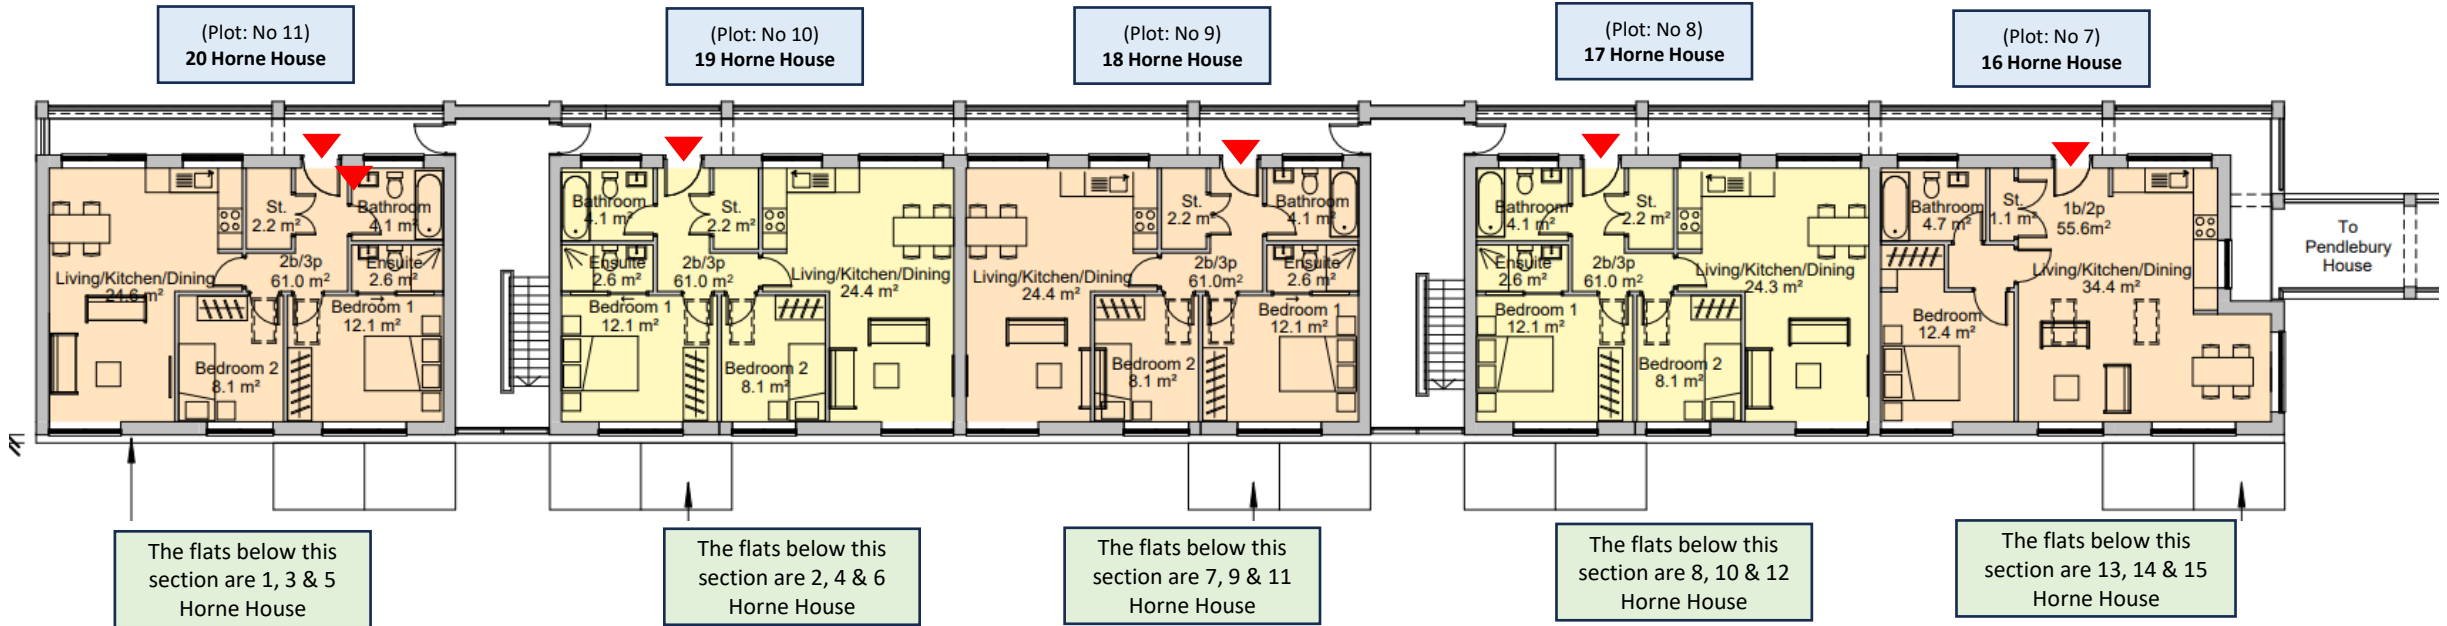 (Plot: No 11)
20 Horne House
(Plot: No 10)
19 Horne House
(Plot: No 9)
18 Horne House
(Plot: No 8)
17 Horne House
(Plot: No 7)
16 Horne House
St.
2.2 m²
Bathroom
4.1 m²
Living/Kitchen/Dining
24.6 m²
2b/3p
61.0 m²
Ensuite
2.6 m²
Bedroom 1
12.1 m²
Bedroom 2
8.1 m²
Bathroom
4.1 m²
St.
2.2 m²
Ensuite
2.6 m²
2b/3p
61.0 m²
Living/Kitchen/Dining
24.4 m²
Bedroom 1
12.1 m²
Bedroom 2
8.1 m²
St.
2.2 m²
Bathroom
4.1 m²
Living/Kitchen/Dining
24.4 m²
2b/3p
61.0m²
Ensuite
2.6 m²
Bedroom 1
12.1 m²
Bedroom 2
8.1 m²
Bathroom
4.1 m²
St.
2.2 m²
Ensuite
2.6 m²
2b/3p
61.0 m²
Living/Kitchen/Dining
24.3 m²
Bedroom 1
12.1 m²
Bedroom 2
8.1 m²
Bathroom
4.7 m²
St.
1.1 m²
1b/2p
55.6m²
Living/Kitchen/Dining
34.4 m²
Bedroom
12.4 m²
To
Pendlebury
House
The flats below this
section are 1, 3 & 5
Horne House
The flats below this
section are 2, 4 & 6
Horne House
The flats below this
section are 7, 9 & 11
Horne House
The flats below this
section are 8, 10 & 12
Horne House
The flats below this
section are 13, 14 & 15
Horne House